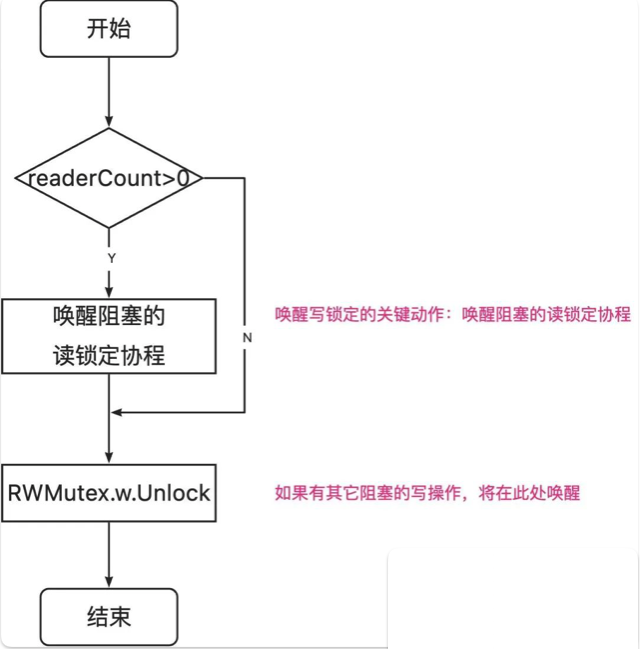 开始
readerCount>0
Y
唤醒阻塞的
读锁定协程
唤醒写锁定的关键动作：唤醒阻塞的读锁定协程
N
RWMutex.w.Unlock
如果有其它阻塞的写操作，将在此处唤醒
结束